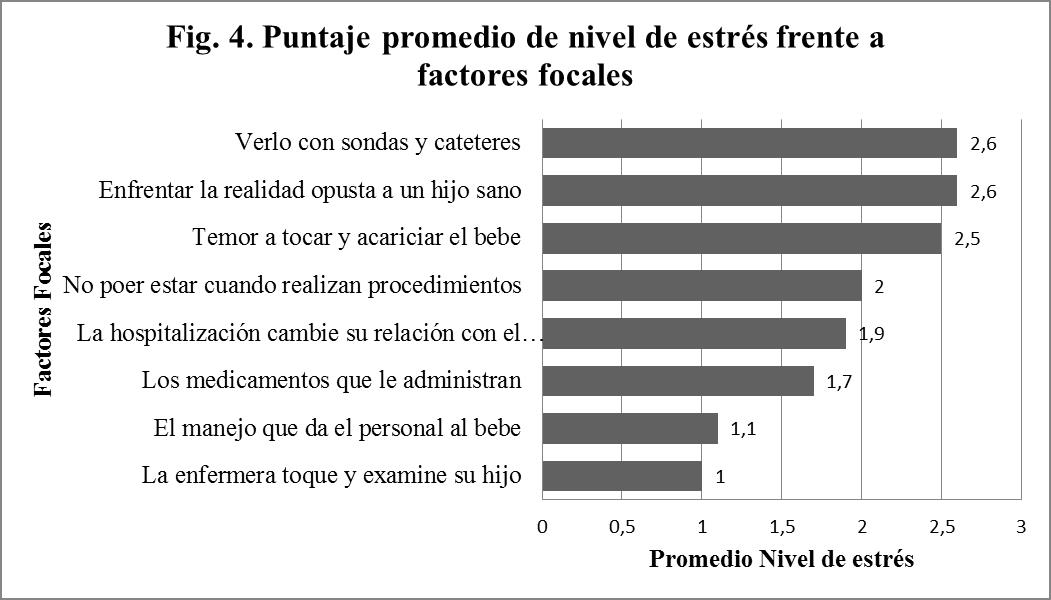 Fig. 4. Puntaje promedio de nivel de estrés frente a
factores focales
Factores Focales
Verlo con sondas y cateteres
2,6
Enfrentar la realidad opusta a un hijo sano
2,6
Temor a tocar y acariciar el bebe
2,5
No poer estar cuando realizan procedimientos
2
La hospitalización cambie su relación con el…
1,9
Los medicamentos que le administran
1,7
El manejo que da el personal al bebe
1,1
La enfermera toque y examine su hijo
1
0 0,5 1 1,5 2 2,5 3
Promedio Nivel de estrés